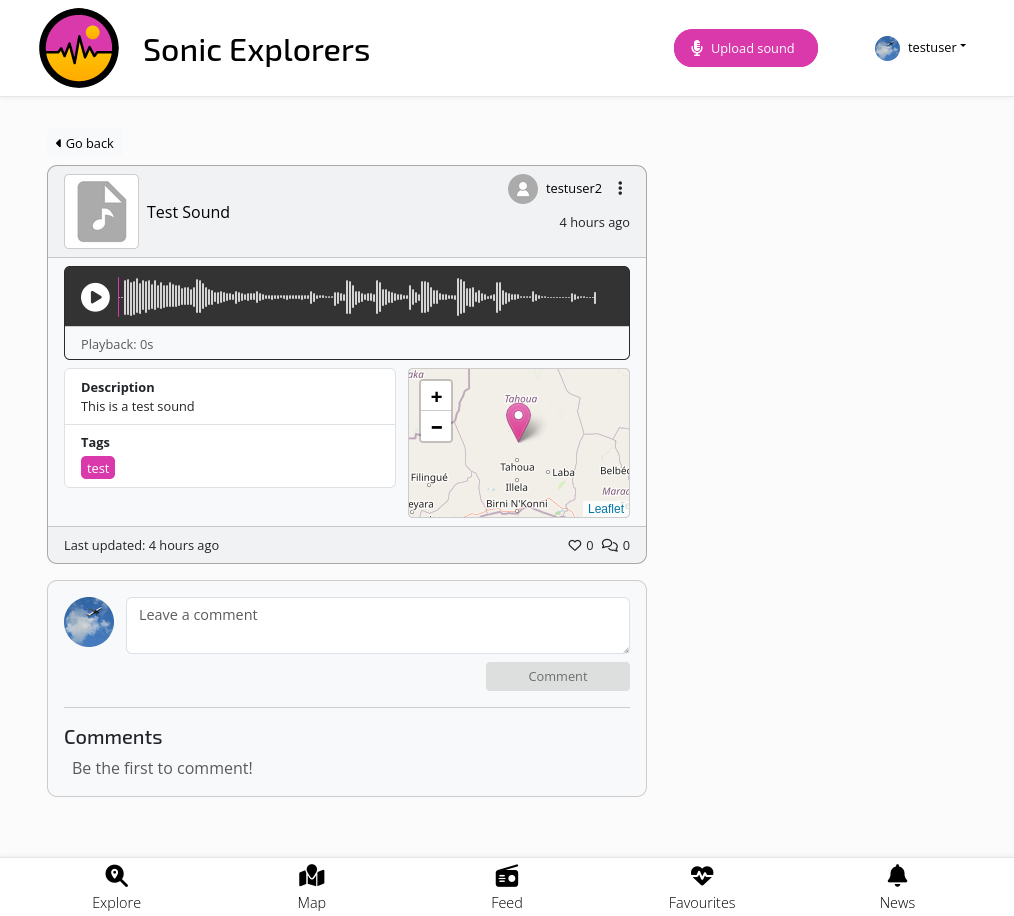 Sonic Explorers
Upload sound
testuser
Go back
Test Sound
testuser2
4 hours ago
Playback: 0s
Description
This is a test sound
Tags
test
aka
Tahoua
+
−
Tahoua
Laba
Filingué
Belbéc
Illela
Marac
eyara
Birni N'Konni
Leaflet
Last updated: 4 hours ago
0
0
Leave a comment
Comment
Comments
Be the first to comment!
Explore
Map
Feed
Favourites
News